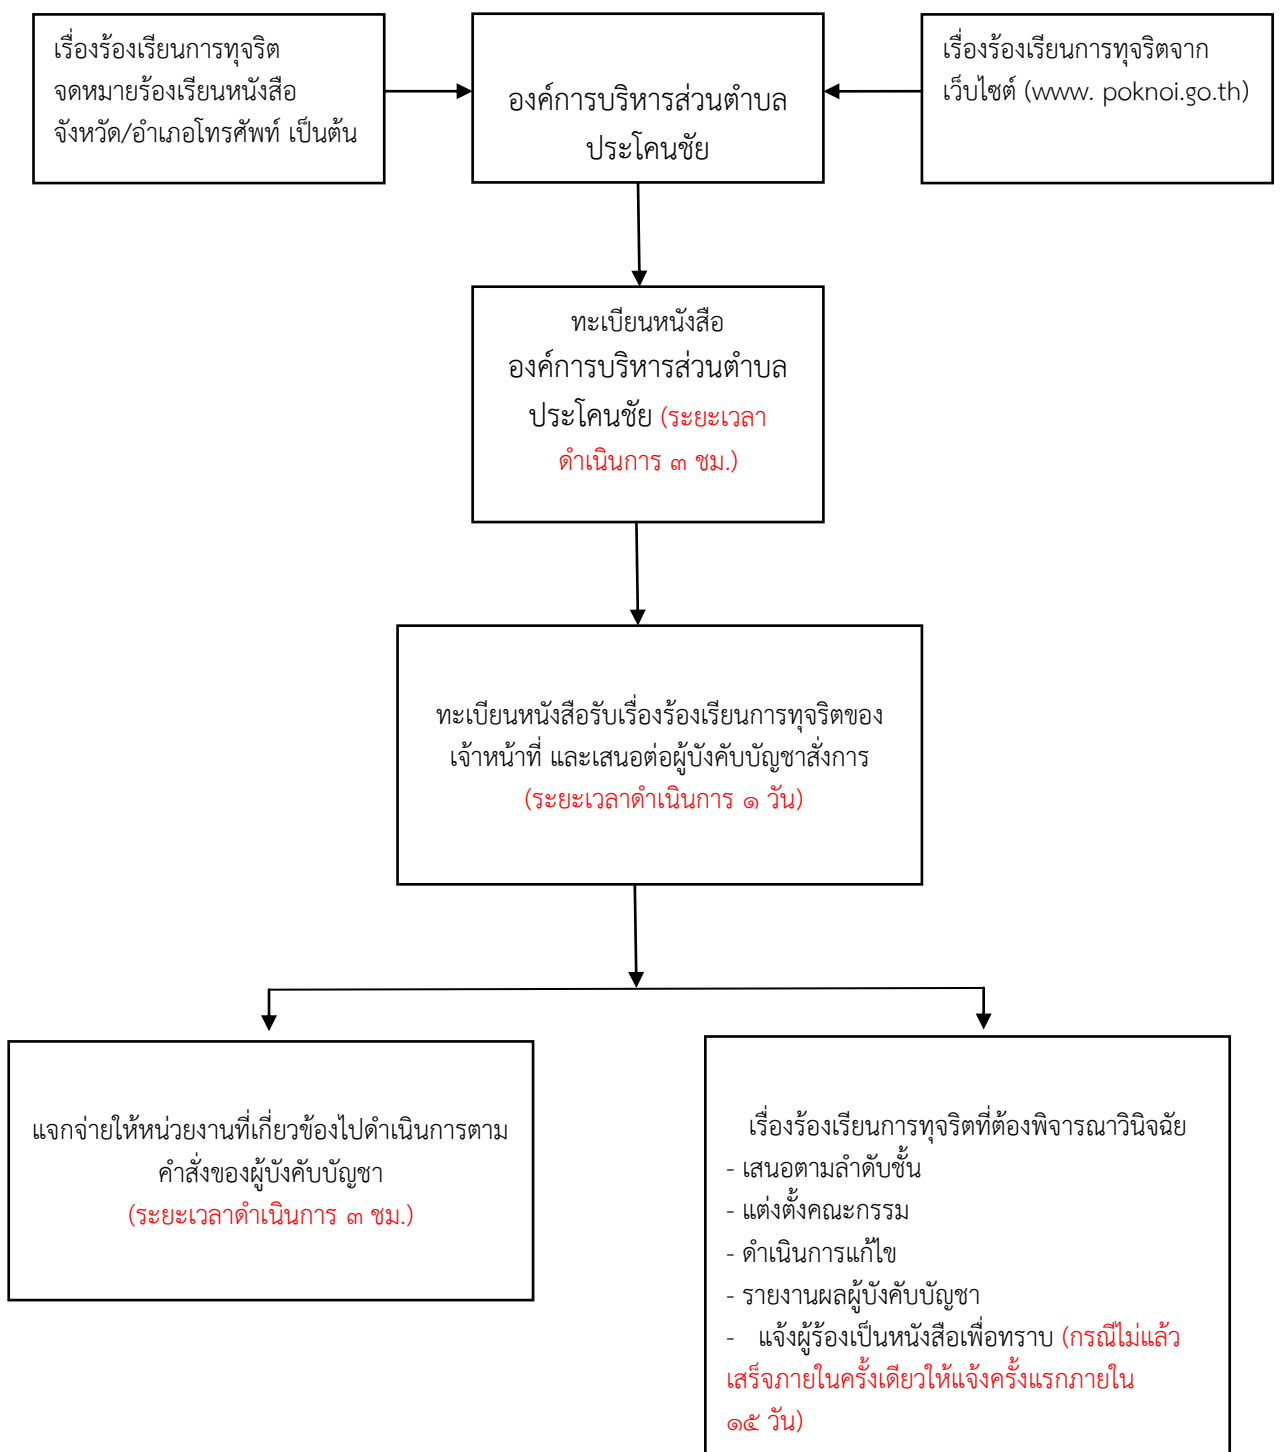 เรื่องร้องเรียนการทุจริต
จดหมายร้องเรียนหนังสือ
จังหวัด/อำเภอโทรศัพท์ เป็นต้น
องค์การบริหารส่วนตำบล
ประโคนชัย
เรื่องร้องเรียนการทุจริตจาก
เว็บไซต์ (www. poknoi.go.th)
ทะเบียนหนังสือ
องค์การบริหารส่วนตำบล
ประโคนชัย (ระยะเวลา
ดำเนินการ ๓ ชม.)
ทะเบียนหนังสือรับเรื่องร้องเรียนการทุจริตของ
เจ้าหน้าที่ และเสนอต่อผู้บังคับบัญชาสั่งการ
(ระยะเวลาดำเนินการ ๑ วัน)
แจกจ่ายให้หน่วยงานที่เกี่ยวข้องไปดำเนินการตาม
คำสั่งของผู้บังคับบัญชา
(ระยะเวลาดำเนินการ ๓ ชม.)
เรื่องร้องเรียนการทุจริตที่ต้องพิจารณาวินิจฉัย
- เสนอตามลำดับชั้น
- แต่งตั้งคณะกรรม
- ดำเนินการแก้ไข
- รายงานผลผู้บังคับบัญชา
- แจ้งผู้ร้องเป็นหนังสือเพื่อทราบ (กรณีไม่แล้ว
เสร็จภายในครั้งเดียวให้แจ้งครั้งแรกภายใน
๑๕ วัน)